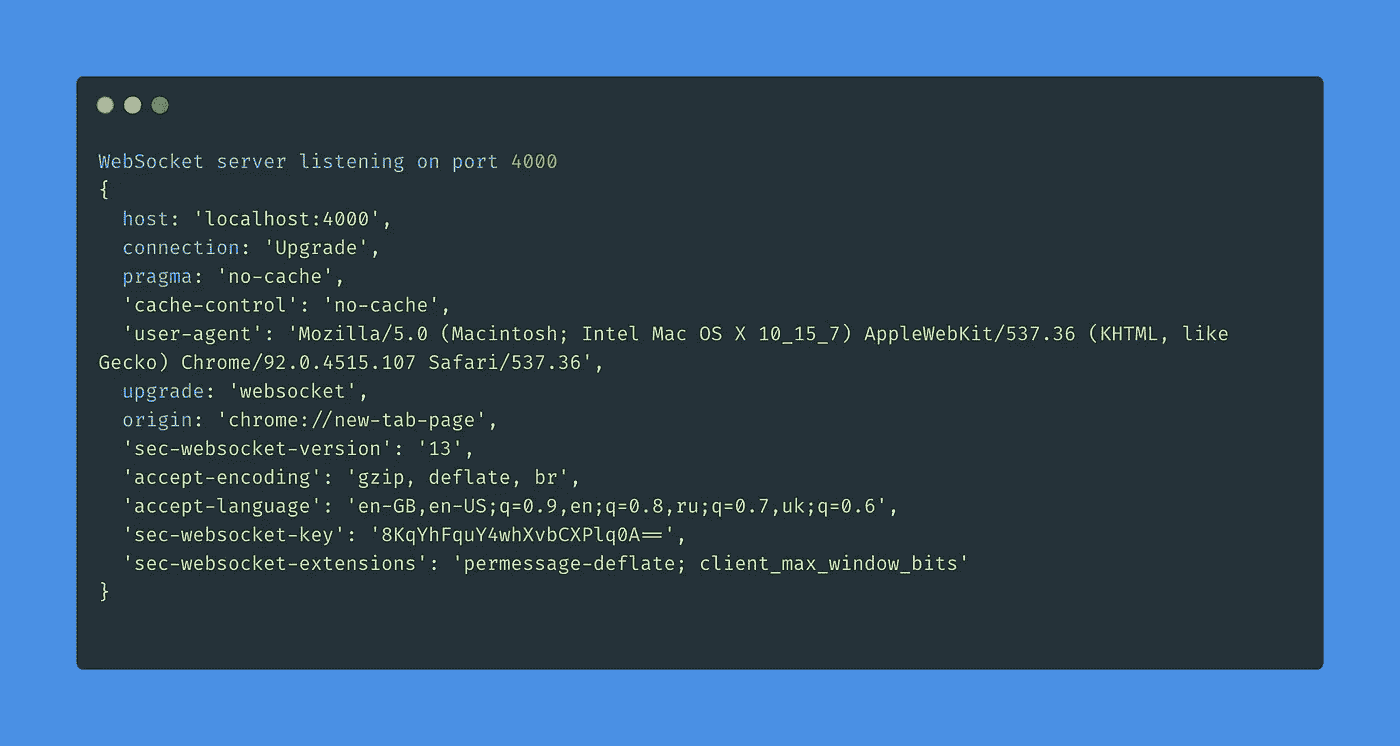 WebSocket server listening on port 4000
{
  host: 'localhost:4000',
  connection: 'Upgrade',
  pragma: 'no-cache',
  'cache-control': 'no-cache',
  'user-agent': 'Mozilla/5.0 (Macintosh; Intel Mac OS X 10_15_7) AppleWebKit/537.36 (KHTML, like
Gecko) Chrome/92.0.4515.107 Safari/537.36',
  upgrade: 'websocket',
  origin: 'chrome://new-tab-page',
  'sec-websocket-version': '13',
  'accept-encoding': 'gzip, deflate, br',
  'accept-language': 'en-GB,en-US;q=0.9,en;q=0.8,ru;q=0.7,uk;q=0.6',
  'sec-websocket-key': '8KqYhFquY4whXvbCXPlq0A==',
  'sec-websocket-extensions': 'permessage-deflate; client_max_window_bits'
}